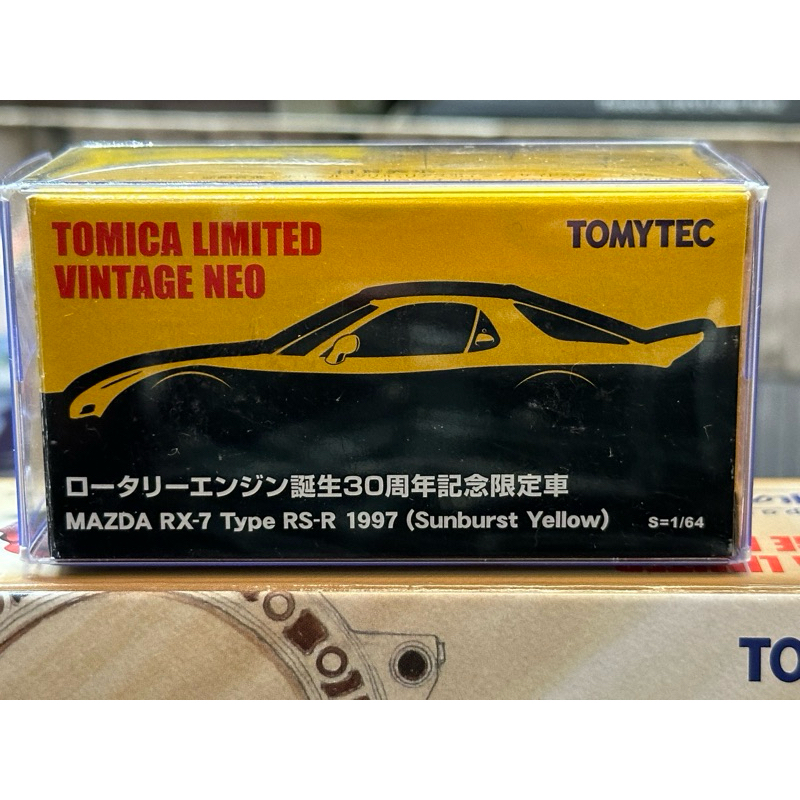 TOMICA LIMITED
VINTAGE NEO
TOMYTEC
ロータリーエンジン誕生30周年記念限定車
MAZDA RX-7 Type RS-R 1997 (Sunburst Yellow)
S=1/64
TO